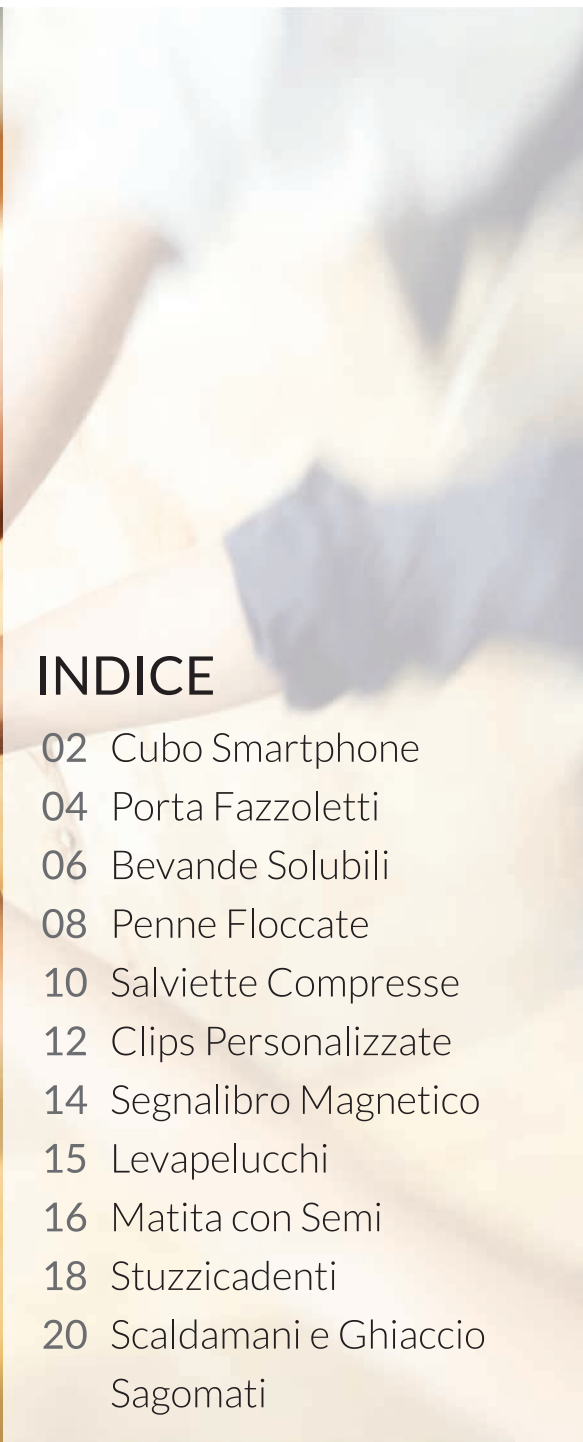 INDICE
02 Cubo Smartphone
04 Porta Fazzoletti
06 Bevande Solubili
08 Penne Floccate
10 Salviette Compresse
12 Clips Personalizzate
14 Segnalibro Magnetico
15 Levapelucchi
16 Matita con Semi
18 Stuzzicadenti
20 Scaldamani e Ghiaccio
Sagomati